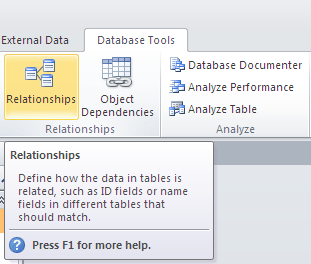 External Data
Database Tools
Relationships
Object
Dependencies
Database Documenter
Analyze Performance
Analyze Table
Relationships
Analyze
Relationships
Define how the data in tables is
related, such as ID fields or name
fields in different tables that
should match.
Press F1 for more help.